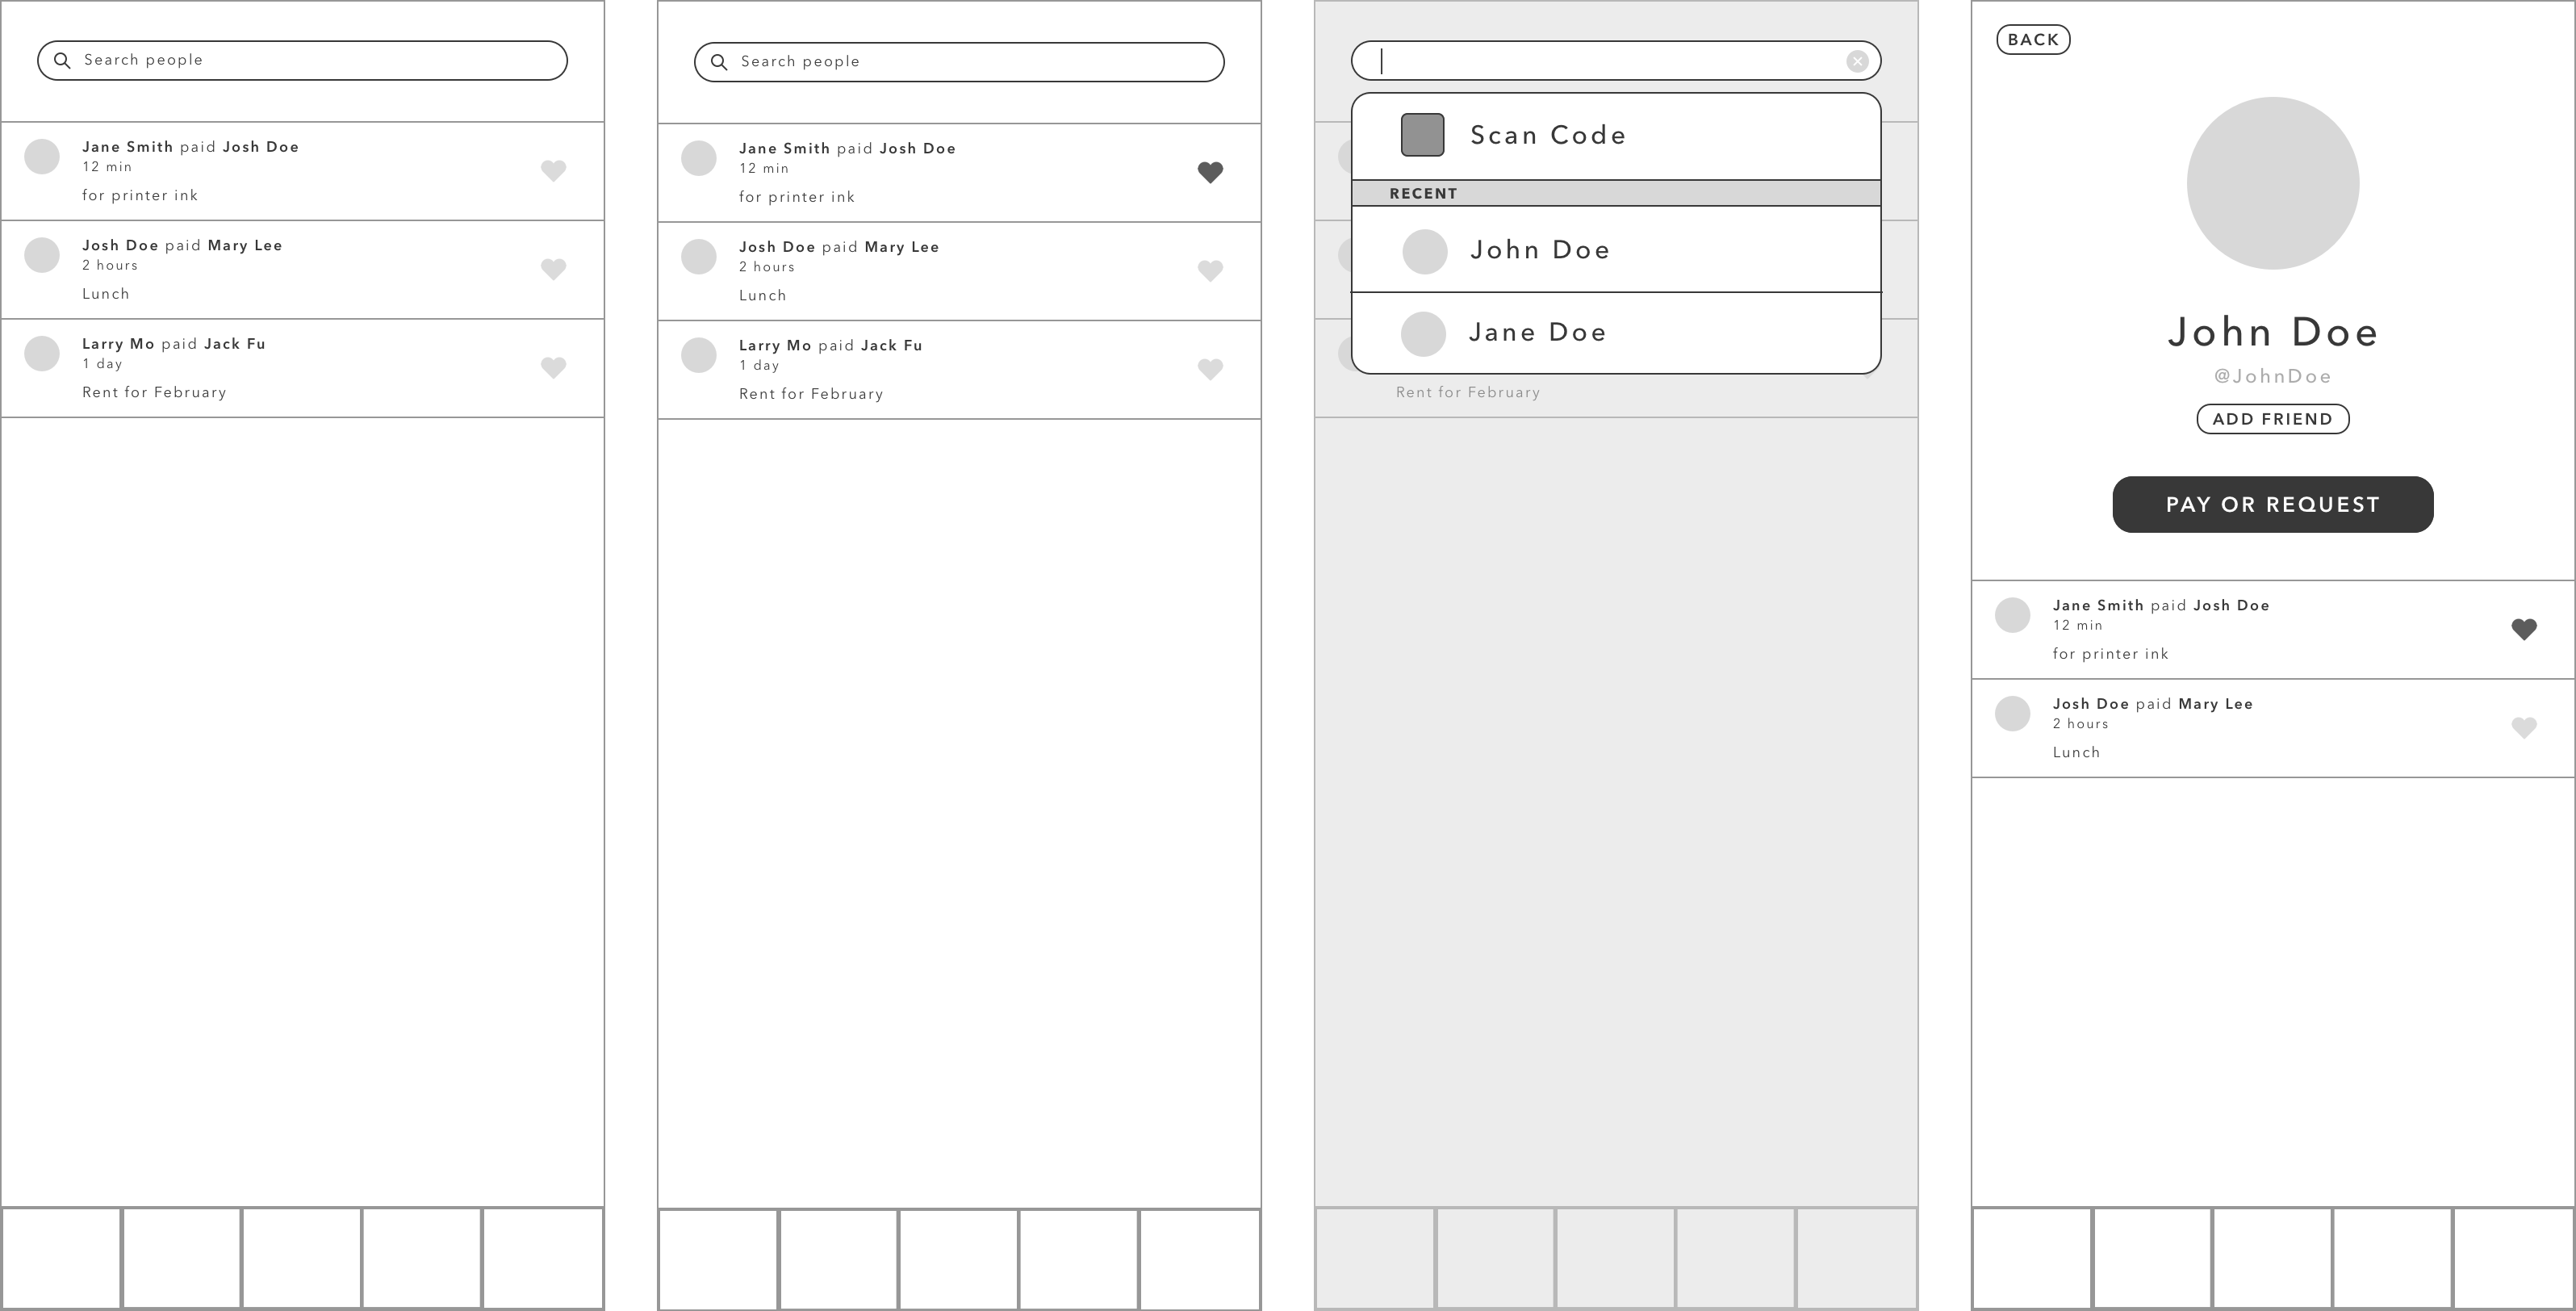 Search people
Jane Smith paid Josh Doe
12 min
for printer ink
Josh Doe paid Mary Lee
2 hours
Lunch
Larry Mo paid Jack Fu
1 day
Rent for February
Search people
Jane Smith paid Josh Doe
12 min
for printer ink
Josh Doe paid Mary Lee
2 hours
Lunch
Larry Mo paid Jack Fu
1 day
Rent for February
Scan Code
RECENT
John Doe
Jane Doe
Rent for February
BACK
John Doe
@JohnDoe
ADD FRIEND
PAY OR REQUEST
Jane Smith paid Josh Doe
12 min
for printer ink
Josh Doe paid Mary Lee
2 hours
Lunch